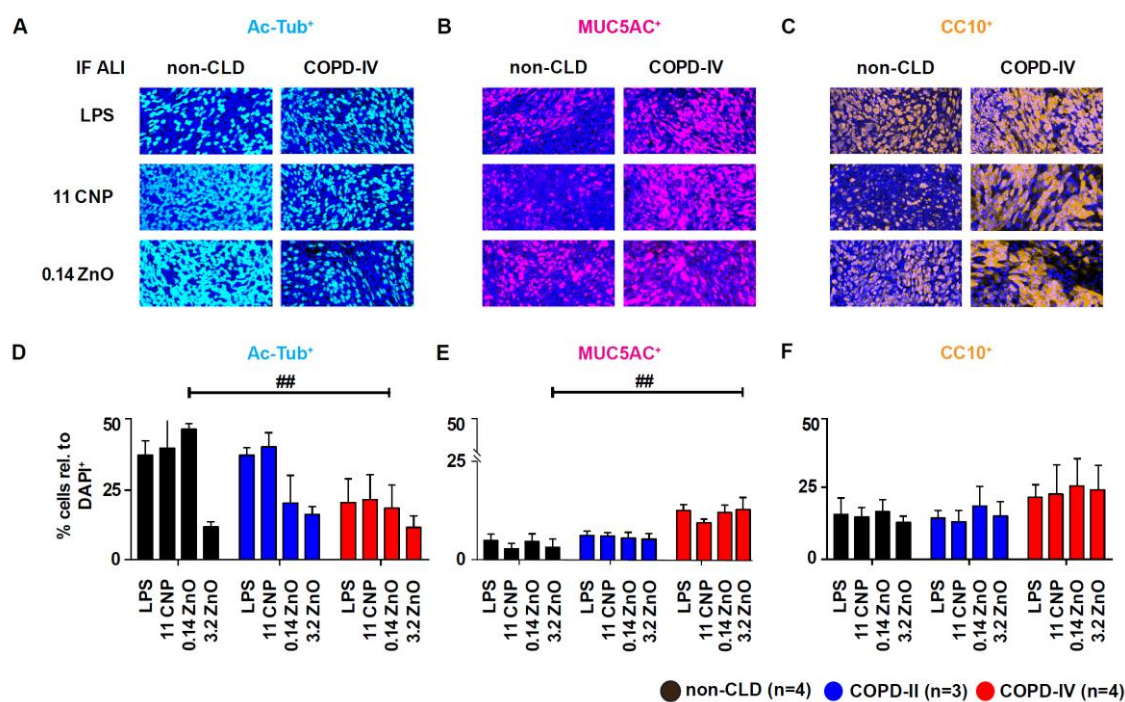 A Ac-Tub⁺ B MUC5AC⁺ C CC10⁺
IF ALI non-CLD COPD-IV non-CLD COPD-IV non-CLD COPD-IV
LPS
11 CNP
0.14 ZnO
D Ac-Tub⁺ E MUC5AC⁺ F CC10⁺
## ##
% cells rel. to
DAPI⁺
50
25
0
50
25
0
50
25
0
LPS 11 CNP 0.14 ZnO 3.2 ZnO LPS 11 CNP 0.14 ZnO 3.2 ZnO LPS 11 CNP 0.14 ZnO 3.2 ZnO
LPS 11 CNP 0.14 ZnO 3.2 ZnO LPS 11 CNP 0.14 ZnO 3.2 ZnO LPS 11 CNP 0.14 ZnO 3.2 ZnO
LPS 11 CNP 0.14 ZnO 3.2 ZnO LPS 11 CNP 0.14 ZnO 3.2 ZnO LPS 11 CNP 0.14 ZnO 3.2 ZnO
non-CLD (n=4) COPD-II (n=3) COPD-IV (n=4)